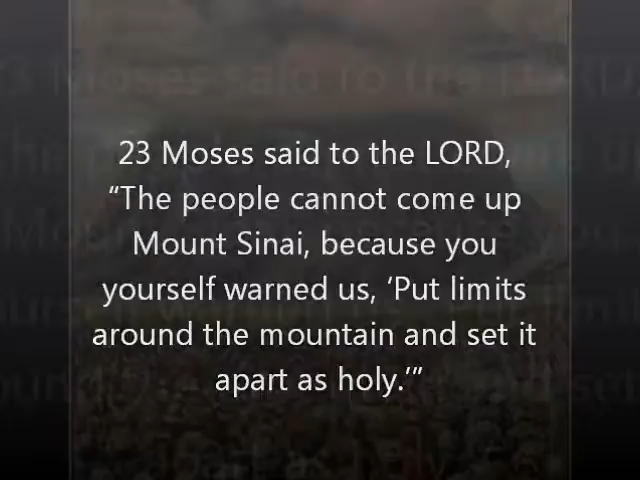 23 Moses said to the LORD,
“The people cannot come up
Mount Sinai, because you
yourself warned us, ‘Put limits
around the mountain and set it
apart as holy.’”